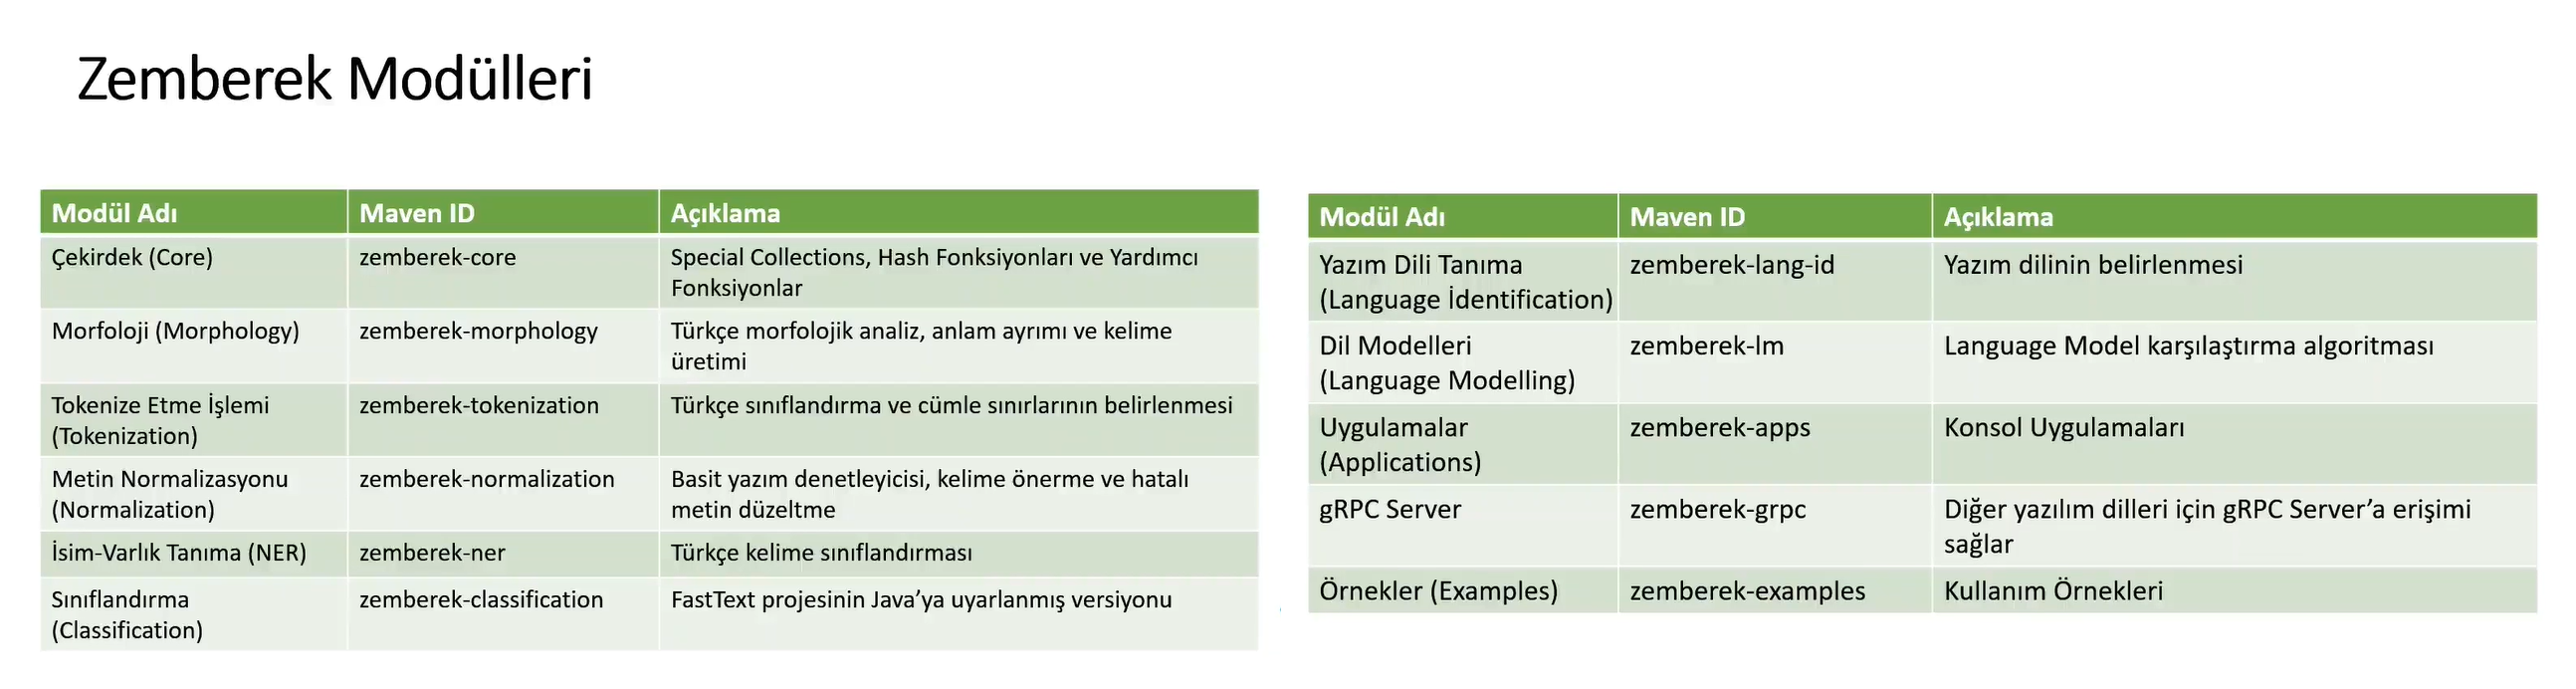 Zemberek Modülleri
Modül Adı Maven ID Açıklama
Çekirdek (Core) zemberek-core Special Collections, Hash Fonksiyonları ve Yardımcı
Fonksiyonlar
Morfoloji (Morphology) zemberek-morphology Türkçe morfolojik analiz, anlam ayrımı ve kelime
üretimi
Tokenize Etme İşlemi zemberek-tokenization Türkçe sınıflandırma ve cümle sınırlarının belirlenmesi
(Tokenization)
Metin Normalizasyonu zemberek-normalization Basit yazım denetleyicisi, kelime önerme ve hatalı
(Normalization) metin düzeltme
İsim-Varlık Tanıma (NER) zemberek-ner Türkçe kelime sınıflandırması
Sınıflandırma zemberek-classification FastText projesinin Java’ya uyarlanmış versiyonu
(Classification)
Modül Adı Maven ID Açıklama
Yazım Dili Tanıma zemberek-lang-id Yazım dilinin belirlenmesi
(Language İdentification)
Dil Modelleri zemberek-lm Language Model karşılaştırma algoritması
(Language Modelling)
Uygulamalar zemberek-apps Konsol Uygulamaları
(Applications)
gRPC Server zemberek-grpc Diğer yazılım dilleri için gRPC Server’a erişimi
sağlar
Örnekler (Examples) zemberek-examples Kullanım Örnekleri